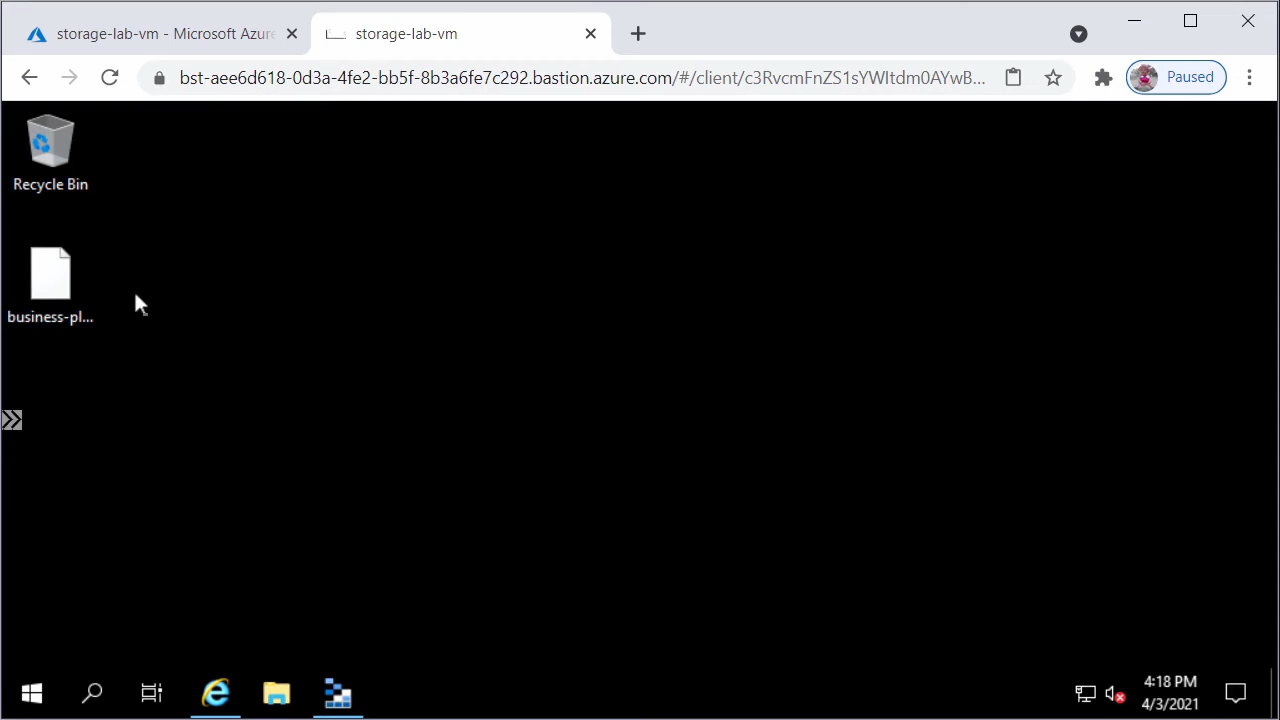 storage-lab-vm - Microsoft Azure
storage-lab-vm
bst-aee6d618-0d3a-4fe2-bb5f-8b3a6fe7c292.bastion.azure.com/#/client/c3RvcmFnZS1sYWItdm0AYwB...
Paused
Recycle Bin
business-pl...
4:18 PM
4/3/2021